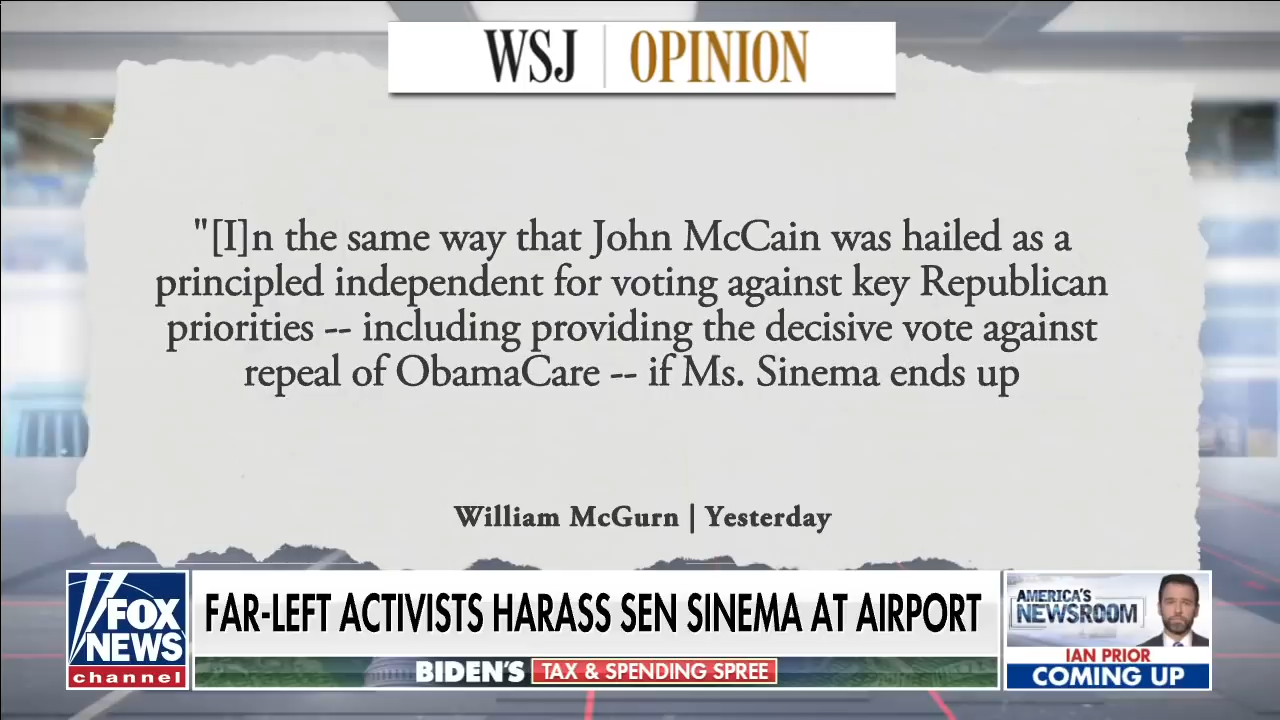 WSJ | OPINION
"[I]n the same way that John McCain was hailed as a
principled independent for voting against key Republican
priorities -- including providing the decisive vote against
repeal of ObamaCare -- if Ms. Sinema ends up
William McGurn | Yesterday
FOX
NEWS
channel
FAR-LEFT ACTIVISTS HARASS SEN SINEMA AT AIRPORT
BIDEN'S TAX & SPENDING SPREE
AMERICA'S
NEWSROOM
IAN PRIOR
COMING UP